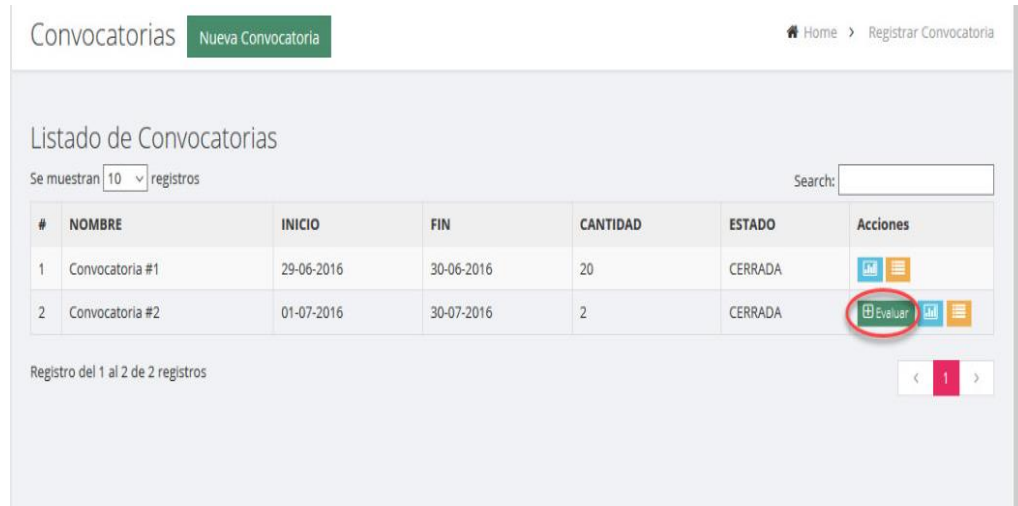 Convocatorias Nueva Convocatoria Home > Registrar Convocatoria
Listado de Convocatorias
Se muestran 10 registros Search:
# NOMBRE INICIO FIN CANTIDAD ESTADO Acciones
1 Convocatoria #1 29-06-2016 30-06-2016 20 CERRADA
2 Convocatoria #2 01-07-2016 30-07-2016 2 CERRADA Evaluar
Registro del 1 al 2 de 2 registros < 1 >